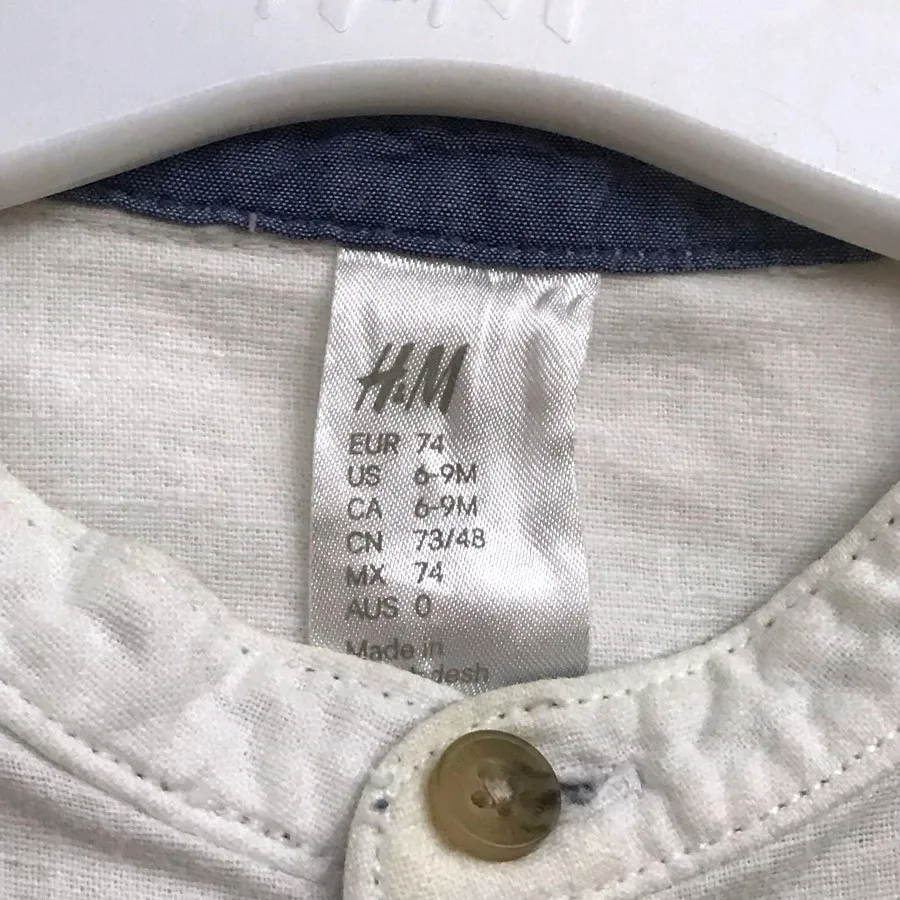 H&M
EUR 74
US 6-9M
CA 6-9M
CN 73/48
MX 74
AUS 0
Made in